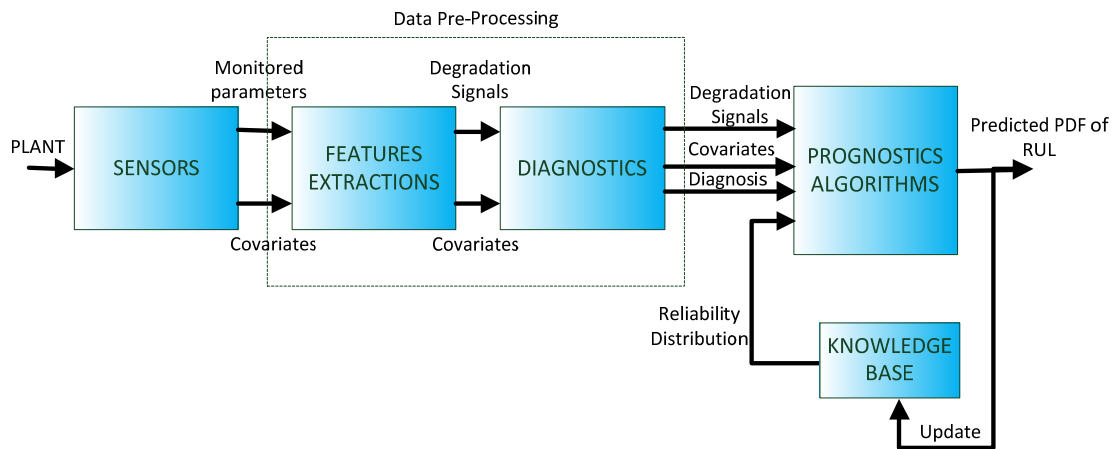 Data Pre-Processing
Monitored
parameters
Degradation
Signals
Degradation
Signals
PLANT
SENSORS
FEATURES
EXTRACTIONS
DIAGNOSTICS
Covariates
Diagnosis
PROGNOSTICS
ALGORITHMS
Predicted PDF of
RUL
Covariates
Covariates
Reliability
Distribution
KNOWLEDGE
BASE
Update